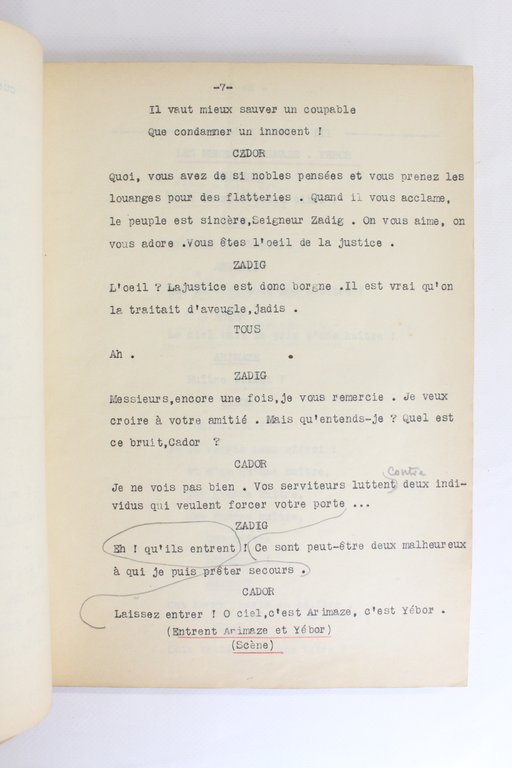 -7-
Il vaut mieux sauver un coupable
Que condamner un innocent !
CZDOR
Quoi, vous avez de si nobles pensées et vous prenez les
louanges pour des flatteries . Quand il vous acclame,
le peuple est sincère,Seigneur Zadig . On vous aime, on
vous adore .Vous êtes l'oeil de la justice .
ZADIG
L'oeil ? Lajustice est donc borgne .Il est vrai qu'on
la traitait d'aveugle,jadis .
TOUS
Ah .
ZADIG
Messieurs,encore une fois,je vous remercie . Je veux
croire à votre amitié . Mais qu'entends-je ? Quel est
ce bruit,Cador ?
CADOR
contre
Je ne vois pas bien . Vos serviteurs luttent deux indi-
vidus qui veulent forcer votre porte ...
ZADIG
Eh ! qu'ils entrent ! Ce sont peut-être deux malheureux
à qui je puis prêter secours .
CADOR
Laissez entrer ! O ciel,c'est Arimaze, c'est Yébor .
(Entrent Arimaze et Yébor)
(Scène)